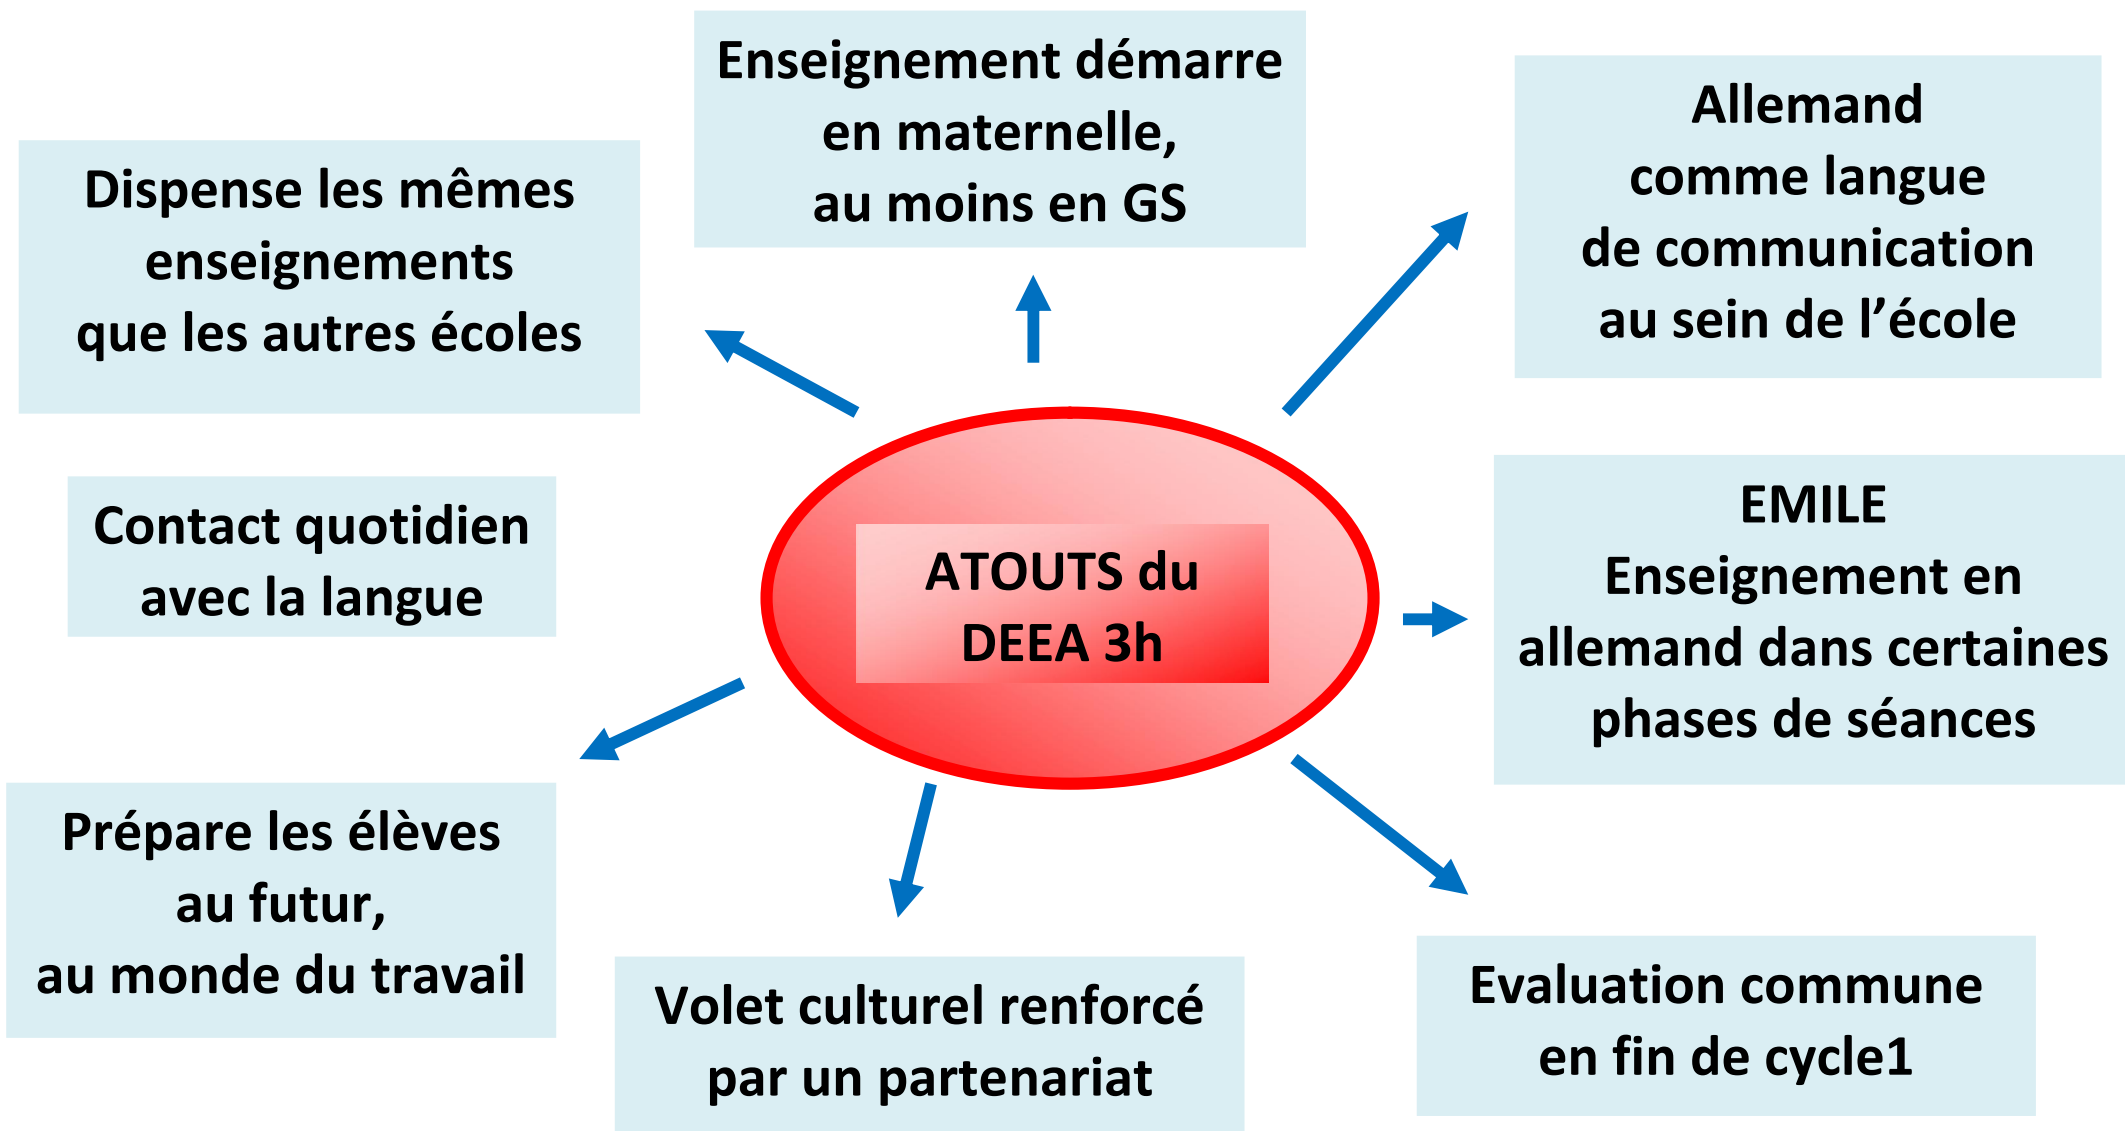 Enseignement démarre
en maternelle,
au moins en GS
Allemand
comme langue
de communication
au sein de l’école
Dispense les mêmes
enseignements
que les autres écoles
Contact quotidien
avec la langue
ATOUTS du
DEEA 3h
EMILE
Enseignement en
allemand dans certaines
phases de séances
Prépare les élèves
au futur,
au monde du travail
Volet culturel renforcé
par un partenariat
Evaluation commune
en fin de cycle1